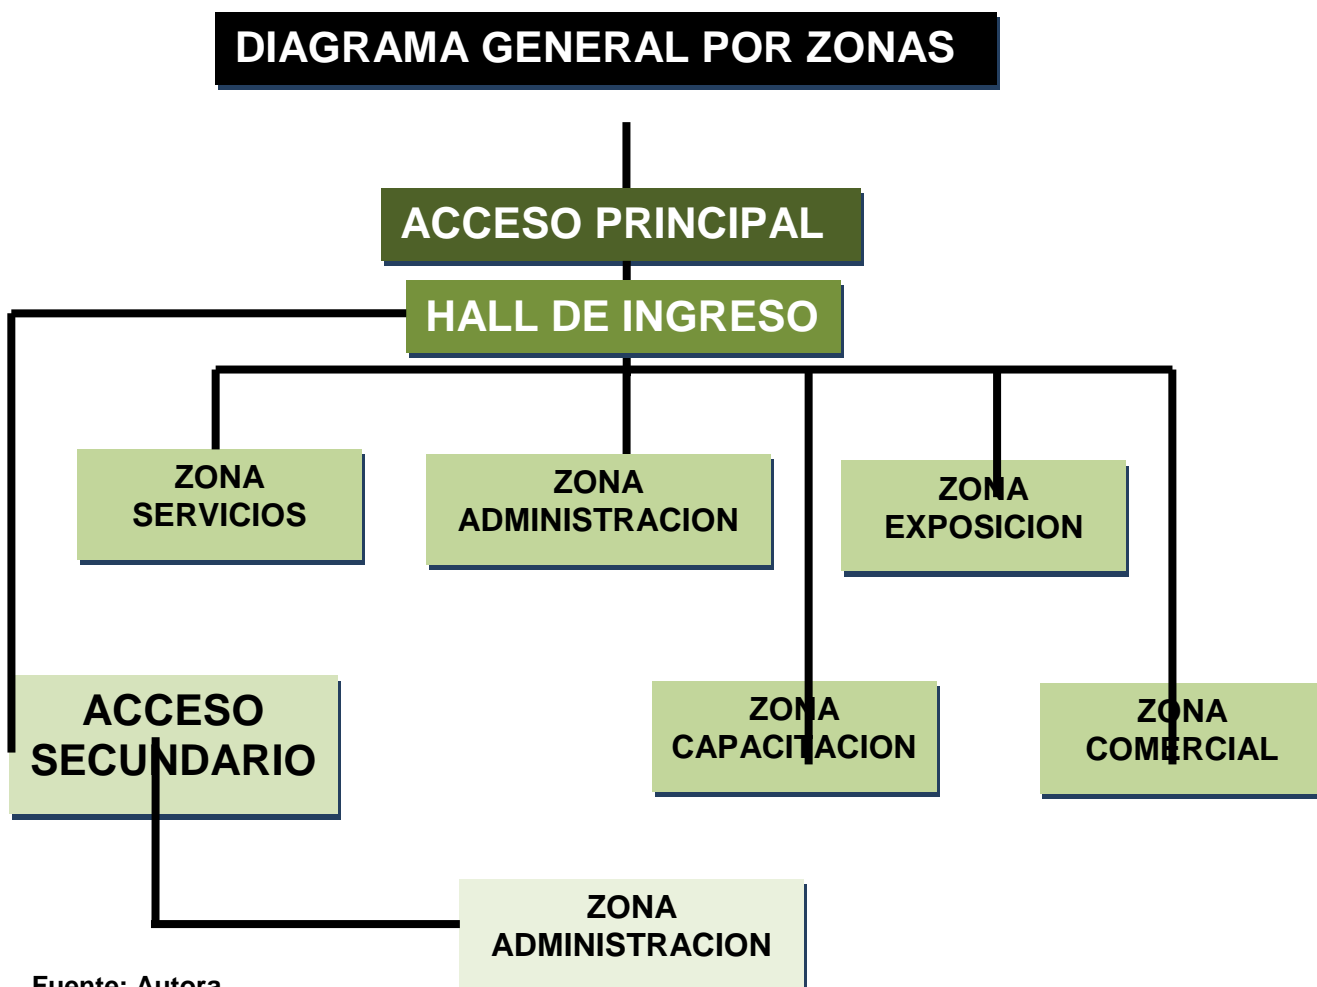 DIAGRAMA GENERAL POR ZONAS
ACCESO PRINCIPAL
HALL DE INGRESO
ZONA
SERVICIOS
ZONA
ADMINISTRACION
ZONA
EXPOSICION
ACCESO
SECUNDARIO
ZONA
CAPACITACION
ZONA
COMERCIAL
ZONA
ADMINISTRACION
Fuente: Autora